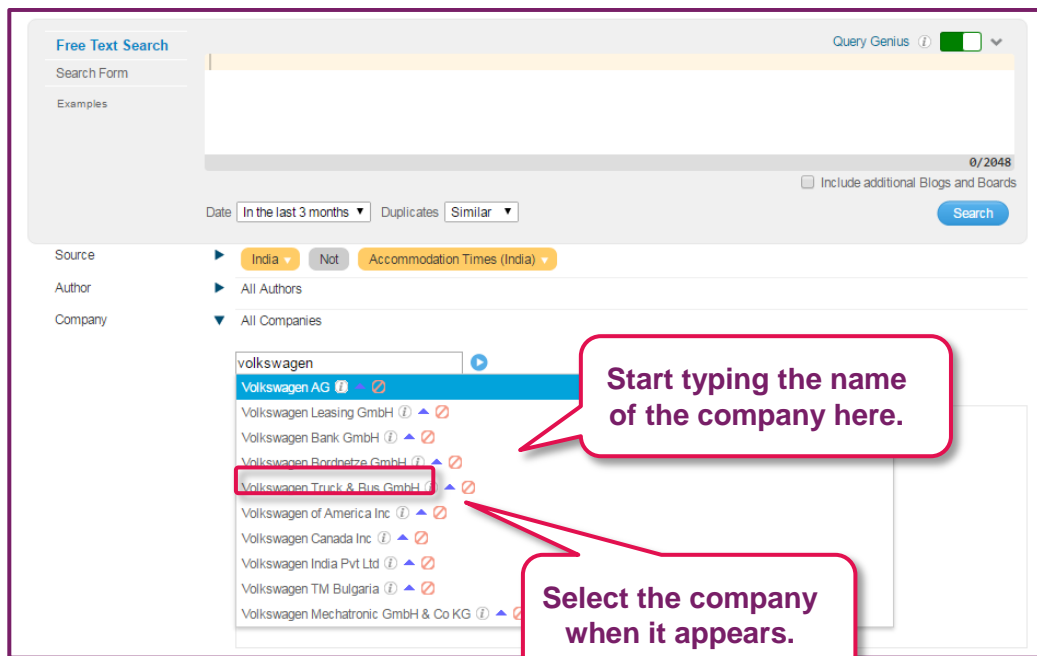 Free Text Search
Query Genius i
Search Form
Examples
0/2048
Include additional Blogs and Boards
Date In the last 3 months Duplicates Similar
Search
Source India Not Accommodation Times (India)
Author All Authors
Company All Companies
volkswagen
Volkswagen AG i
Volkswagen Leasing GmbH i
Volkswagen Bank GmbH i
Volkswagen Bordnetze GmbH i
Volkswagen Truck & Bus GmbH i
Volkswagen of America Inc i
Volkswagen Canada Inc i
Volkswagen India Pvt Ltd i
Volkswagen TM Bulgaria i
Volkswagen Mechatronic GmbH & Co KG i
Start typing the name
of the company here.
Select the company
when it appears.